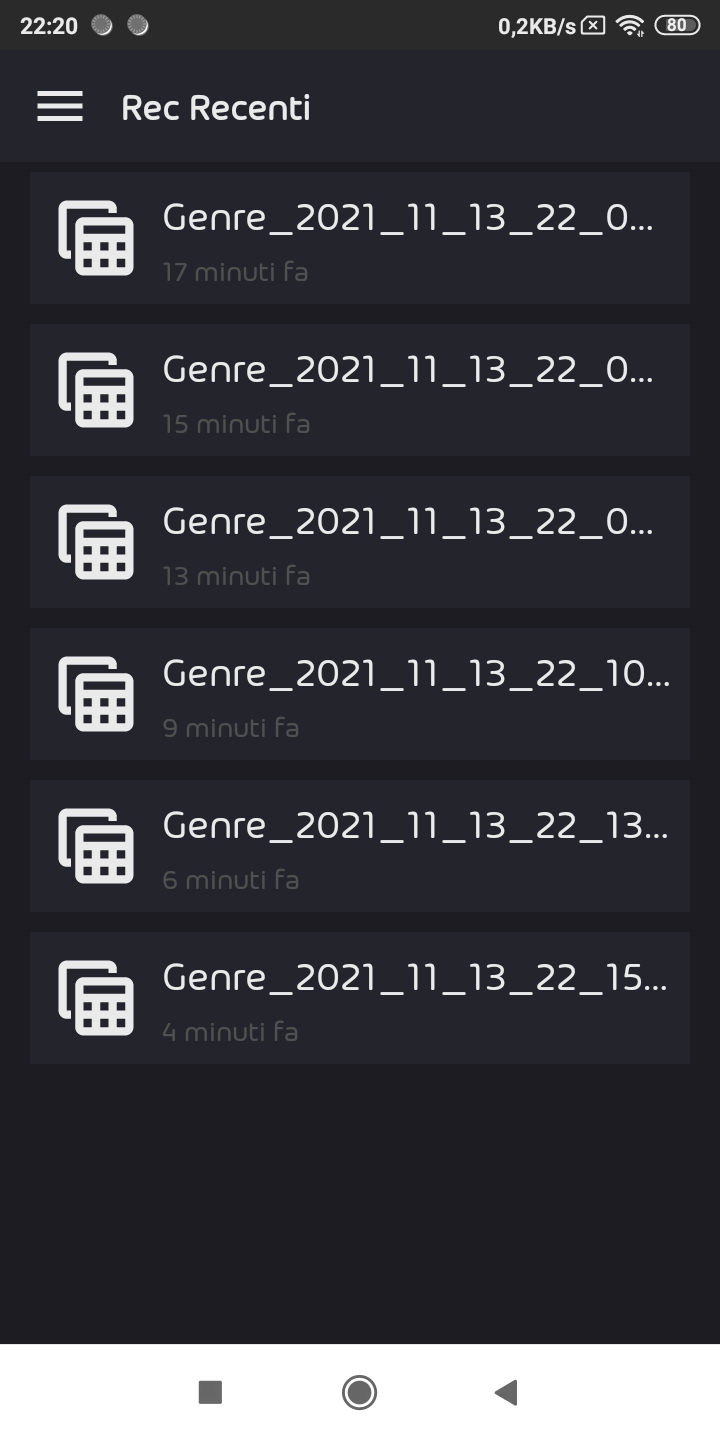 22:20
0,2KB/s
80
Rec Recenti
Genre_2021_11_13_22_0...
17 minuti fa
Genre_2021_11_13_22_0...
15 minuti fa
Genre_2021_11_13_22_0...
13 minuti fa
Genre_2021_11_13_22_10...
9 minuti fa
Genre_2021_11_13_22_13...
6 minuti fa
Genre_2021_11_13_22_15...
4 minuti fa